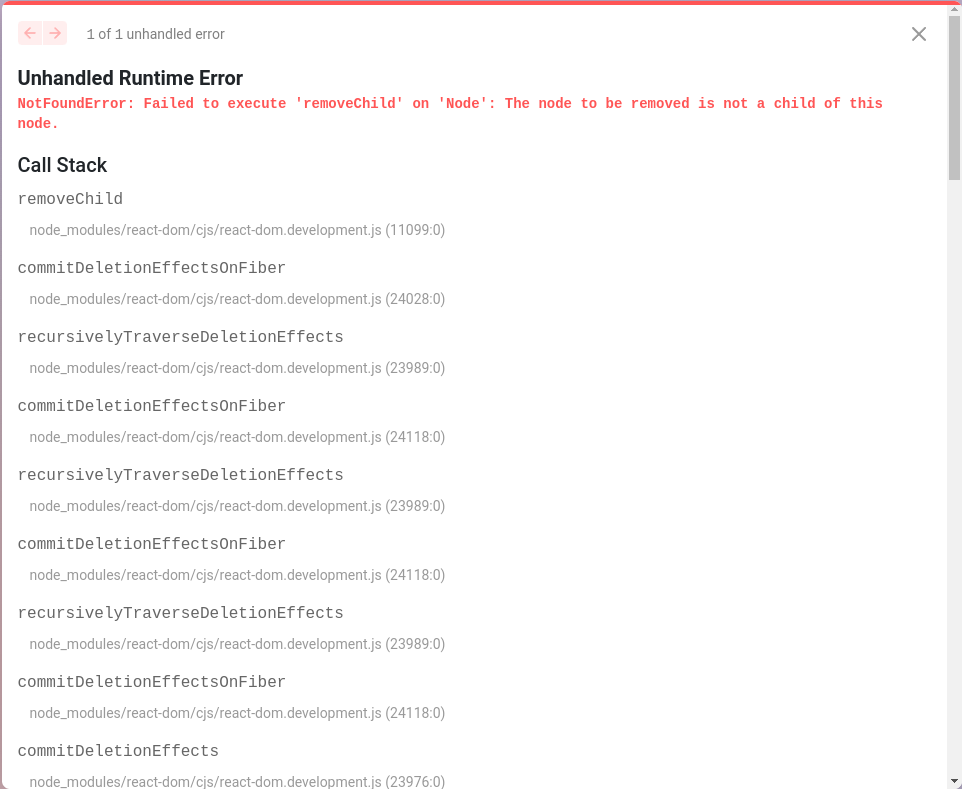 1 of 1 unhandled error
Unhandled Runtime Error
NotFoundError: Failed to execute 'removeChild' on 'Node': The node to be removed is not a child of this
node.
Call Stack
removeChild
node_modules/react-dom/cjs/react-dom.development.js (11099:0)
commitDeletionEffectsOnFiber
node_modules/react-dom/cjs/react-dom.development.js (24028:0)
recursivelyTraverseDeletionEffects
node_modules/react-dom/cjs/react-dom.development.js (23989:0)
commitDeletionEffectsOnFiber
node_modules/react-dom/cjs/react-dom.development.js (24118:0)
recursivelyTraverseDeletionEffects
node_modules/react-dom/cjs/react-dom.development.js (23989:0)
commitDeletionEffectsOnFiber
node_modules/react-dom/cjs/react-dom.development.js (24118:0)
recursivelyTraverseDeletionEffects
node_modules/react-dom/cjs/react-dom.development.js (23989:0)
commitDeletionEffectsOnFiber
node_modules/react-dom/cjs/react-dom.development.js (24118:0)
commitDeletionEffects
node_modules/react-dom/cjs/react-dom.development.js (23976:0)